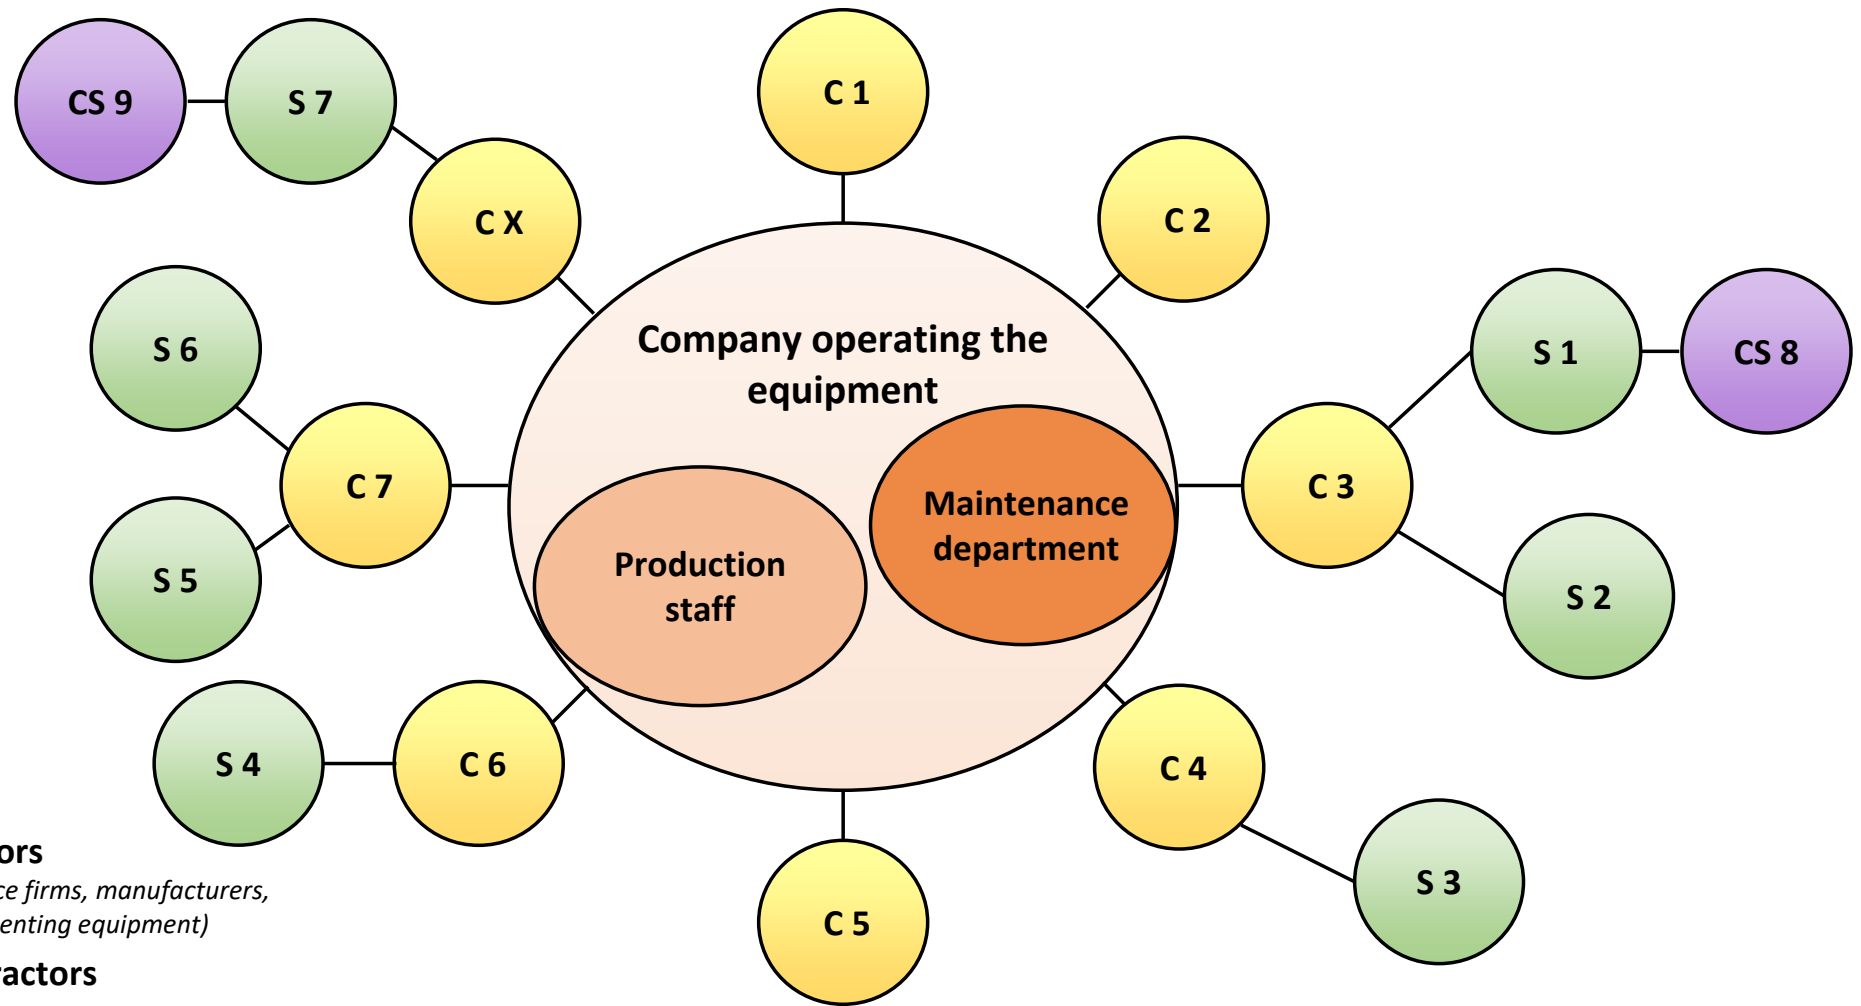 C 1
CS 9
S 7
C X
C 2
S 6
Company operating the
equipment
S 1
CS 8
C 7
Maintenance
department
C 3
S 5
Production
staff
S 2
S 4
C 6
C 4
ors
ce firms, manufacturers,
enting equipment)
ractors
C 5
S 3